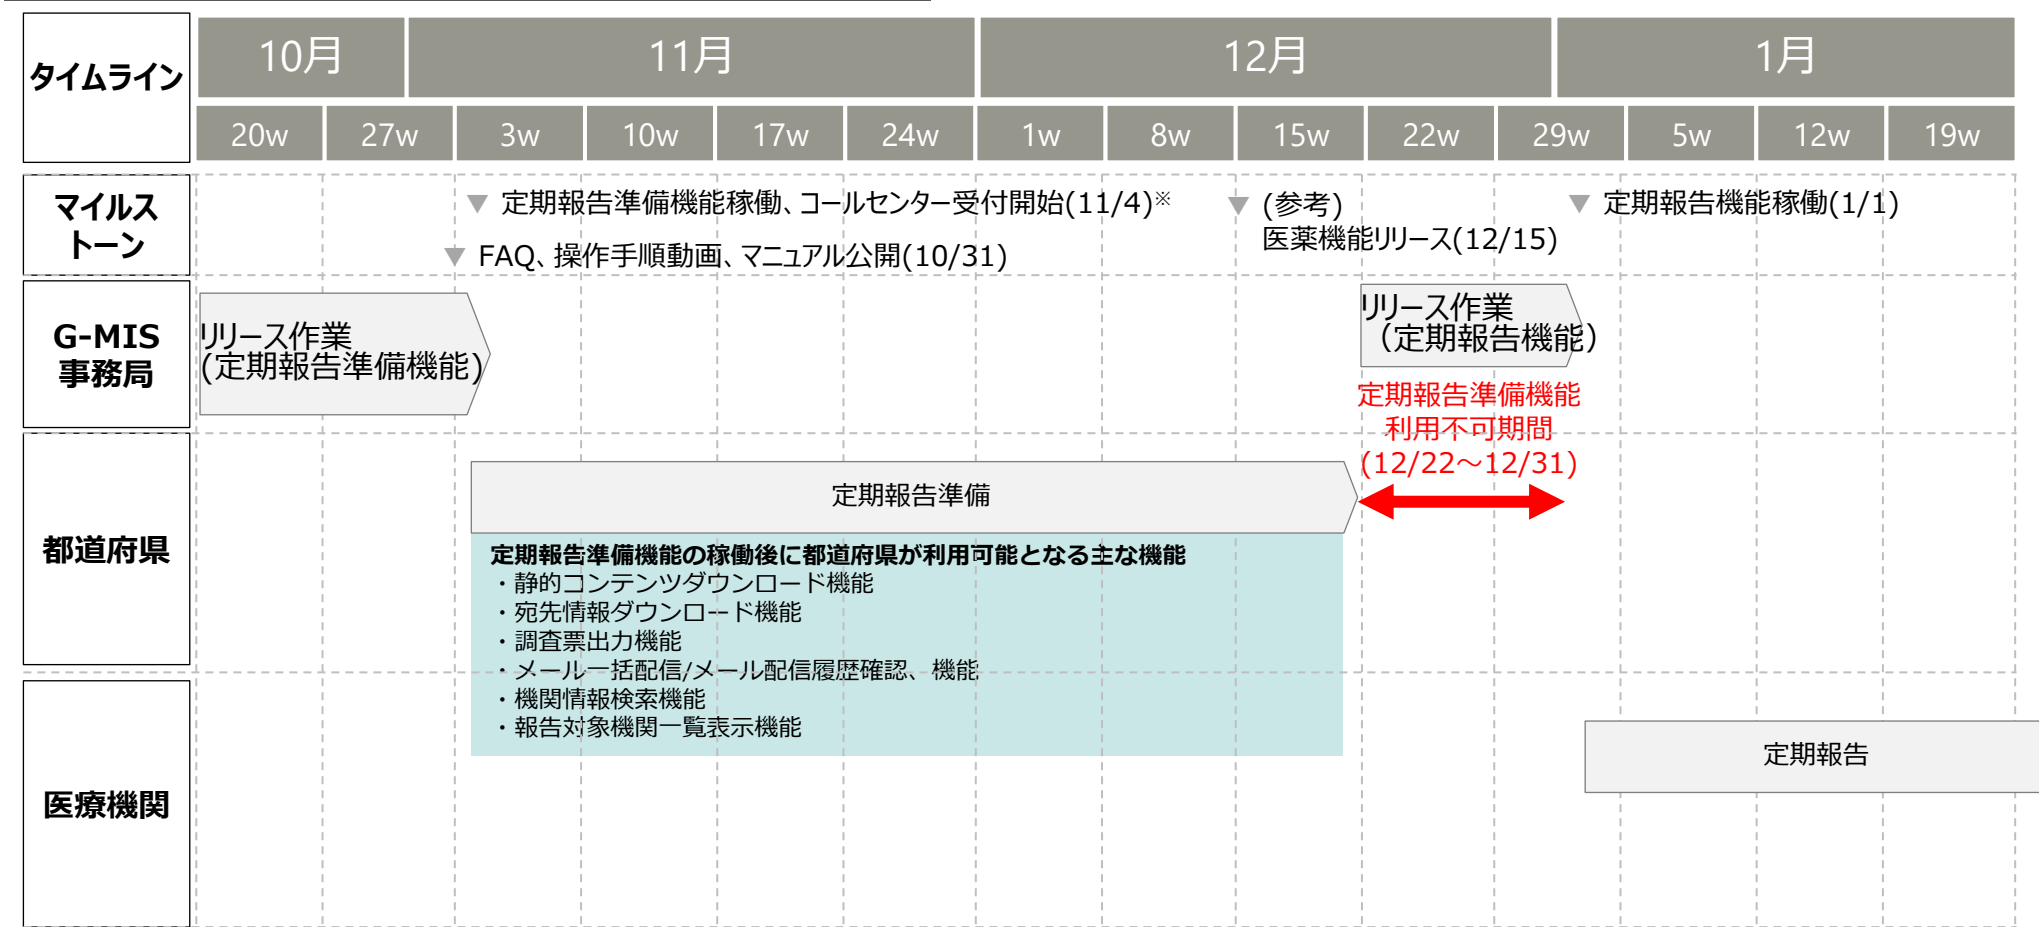 タイムライン
10月
11月
12月
1月
20w
27w
3w
10w
17w
24w
1w
8w
15w
22w
29w
5w
12w
19w
マイルス
トーン
▼ 定期報告準備機能稼働、コールセンター受付開始(11/4)※
▼ FAQ、操作手順動画、マニュアル公開(10/31)
▼ (参考)
医薬機能リリース(12/15)
▼ 定期報告機能稼働(1/1)
G-MIS
事務局
リリース作業
(定期報告準備機能)
リリース作業
（定期報告機能）
定期報告準備機能
利用不可期間
(12/22～12/31)
都道府県
定期報告準備
定期報告準備機能の稼働後に都道府県が利用可能となる主な機能
・静的コンテンツダウンロード機能
・宛先情報ダウンロード機能
・調査票出力機能
・メール一括配信/メール配信履歴確認、機能
・機関情報検索機能
・報告対象機関一覧表示機能
医療機関
定期報告